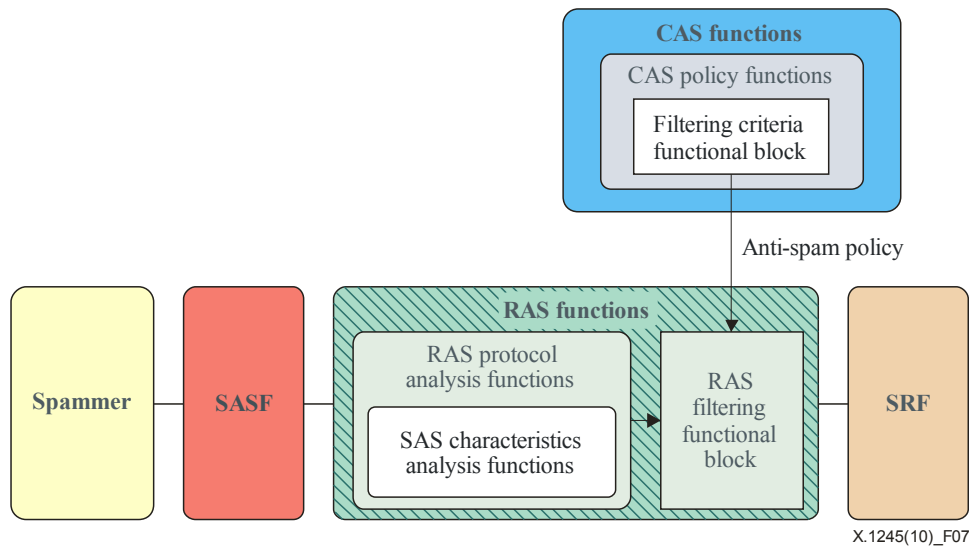 CAS functions
CAS policy functions
Filtering criteria
functional block
Anti-spam policy
Spammer
SASF
RAS functions
RAS protocol
analysis functions
SAS characteristics
analysis functions
RAS
filtering
functional
block
SRF
X.1245(10)_F07